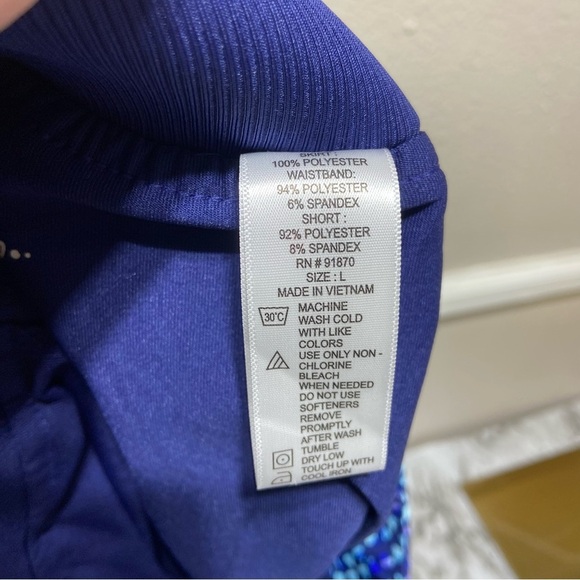 SKIRT :
100% POLYESTER
WAISTBAND:
94% POLYESTER
6% SPANDEX
SHORT :
92% POLYESTER
8% SPANDEX
RN # 91870
SIZE : L
MADE IN VIETNAM
30°C MACHINE
WASH COLD
WITH LIKE
COLORS
USE ONLY NON -
CHLORINE
BLEACH
WHEN NEEDED
DO NOT USE
SOFTENERS
REMOVE
PROMPTLY
AFTER WASH
TUMBLE
DRY LOW
TOUCH UP WITH
COOL IRON